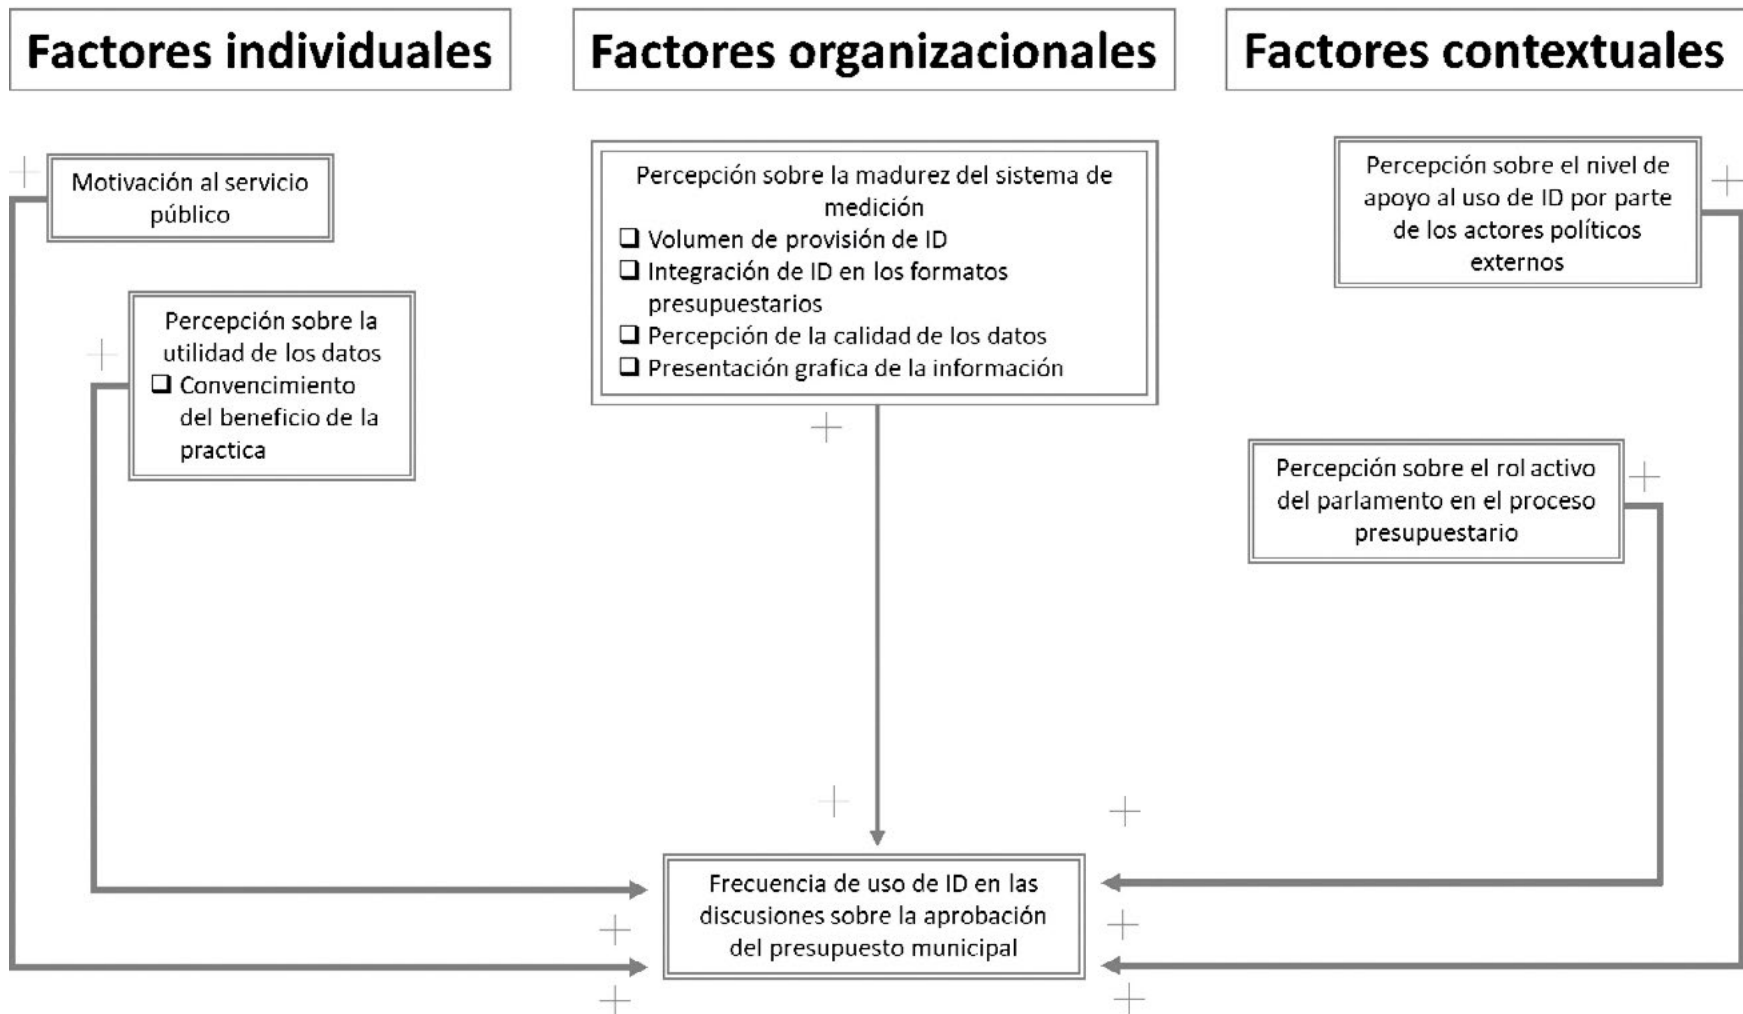 Factores individuales
Factores organizacionales
Factores contextuales
+
Motivación al servicio
público
+
Percepción sobre la
utilidad de los datos
❑ Convencimiento
del beneficio de la
practica
Percepción sobre la madurez del sistema de
medición
❑ Volumen de provisión de ID
❑ Integración de ID en los formatos
presupuestarios
❑ Percepción de la calidad de los datos
❑ Presentación grafica de la información
+
Percepción sobre el nivel de
apoyo al uso de ID por parte
de los actores políticos
externos
+
Percepción sobre el rol activo
del parlamento en el proceso
presupuestario
+
+
+
Frecuencia de uso de ID en las
discusiones sobre la aprobación
del presupuesto municipal
+
+
+
+